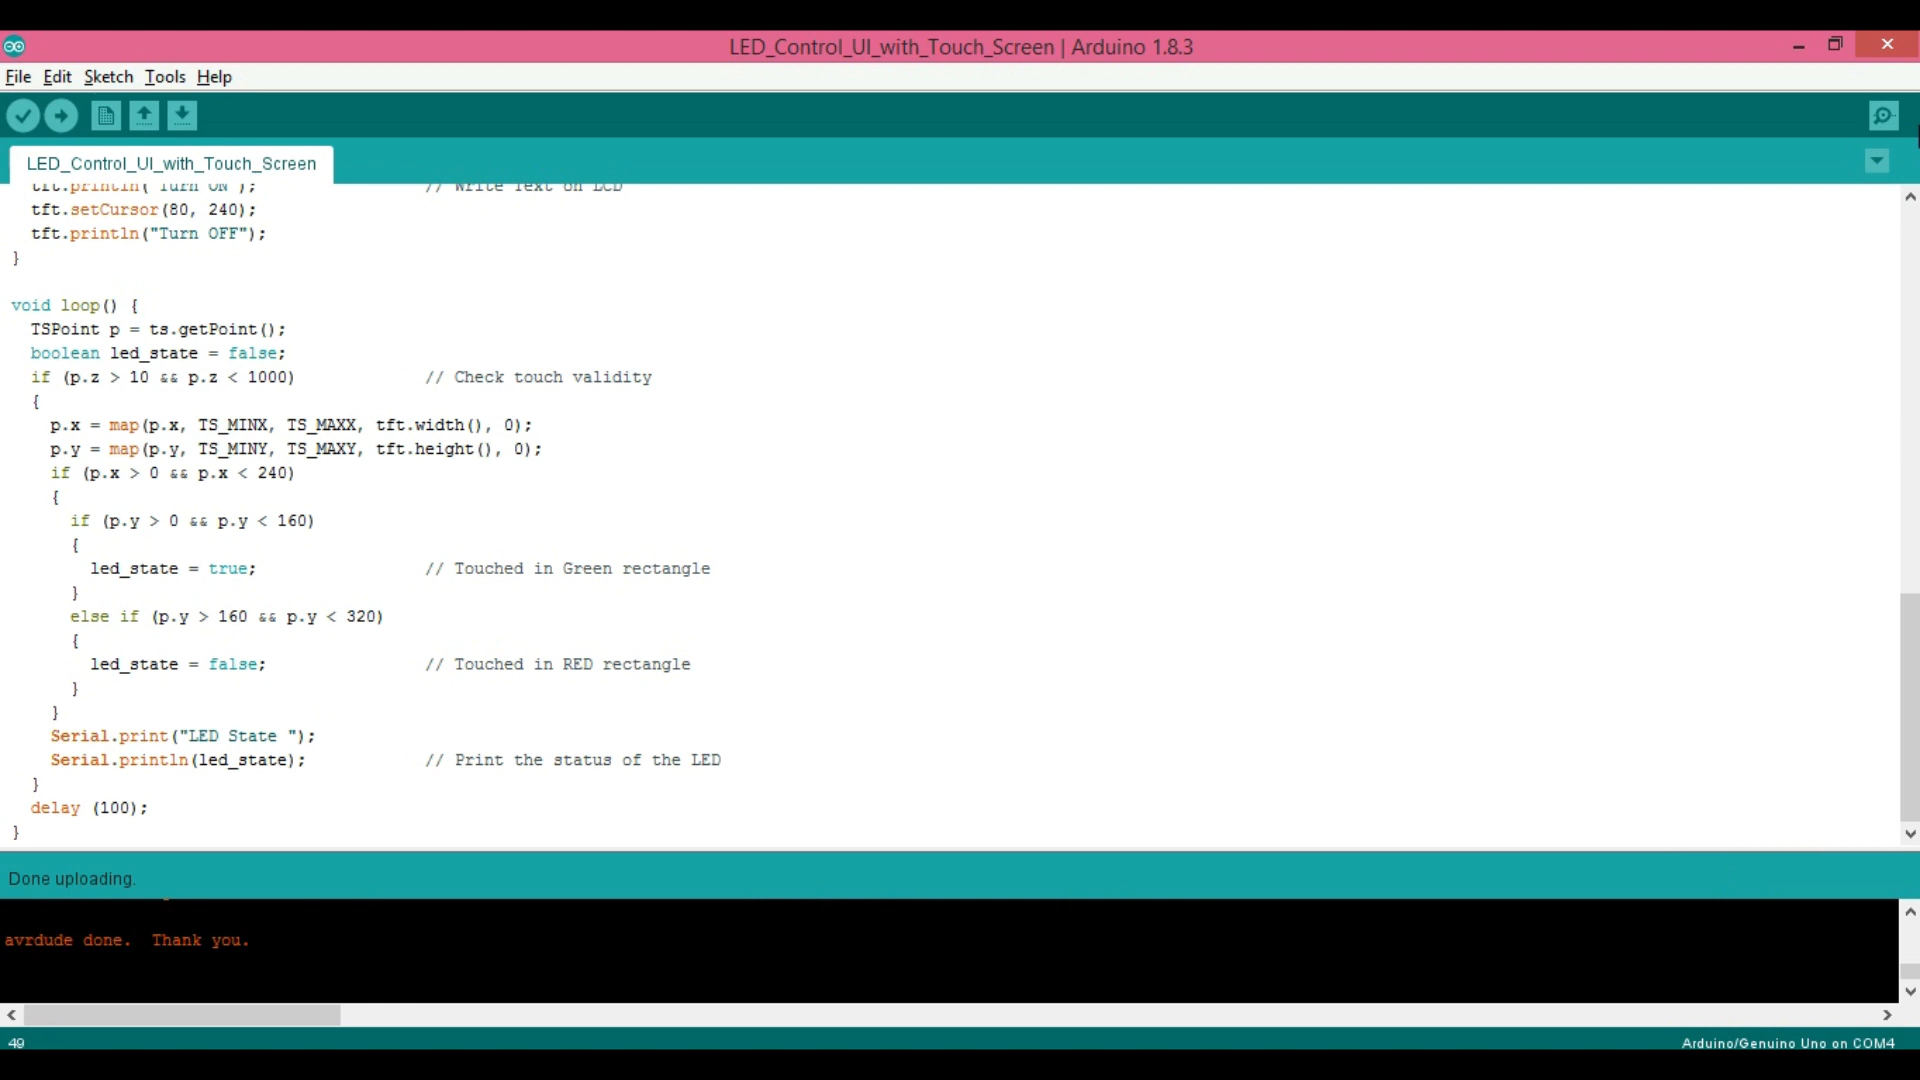 LED_Control_UI_with_Touch_Screen | Arduino 1.8.3
File Edit Sketch Tools Help
LED_Control_UI_with_Touch_Screen
tft.println("Turn ON");                 // Write Text on LCD
  tft.setCursor(80, 240);
  tft.println("Turn OFF");
}
void loop() {
  TSPoint p = ts.getPoint();
  boolean led_state = false;
  if (p.z > 10 && p.z < 1000)             // Check touch validity
  {
    p.x = map(p.x, TS_MINX, TS_MAXX, tft.width(), 0);
    p.y = map(p.y, TS_MINY, TS_MAXY, tft.height(), 0);
    if (p.x > 0 && p.x < 240)
    {
      if (p.y > 0 && p.y < 160)
      {
        led_state = true;                 // Touched in Green rectangle
      }
      else if (p.y > 160 && p.y < 320)
      {
        led_state = false;                // Touched in RED rectangle
      }
    }
    Serial.print("LED State ");
    Serial.println(led_state);            // Print the status of the LED
  }
  delay (100);
}
Done uploading.
avrdude done.  Thank you.
49
Arduino/Genuino Uno on COM4